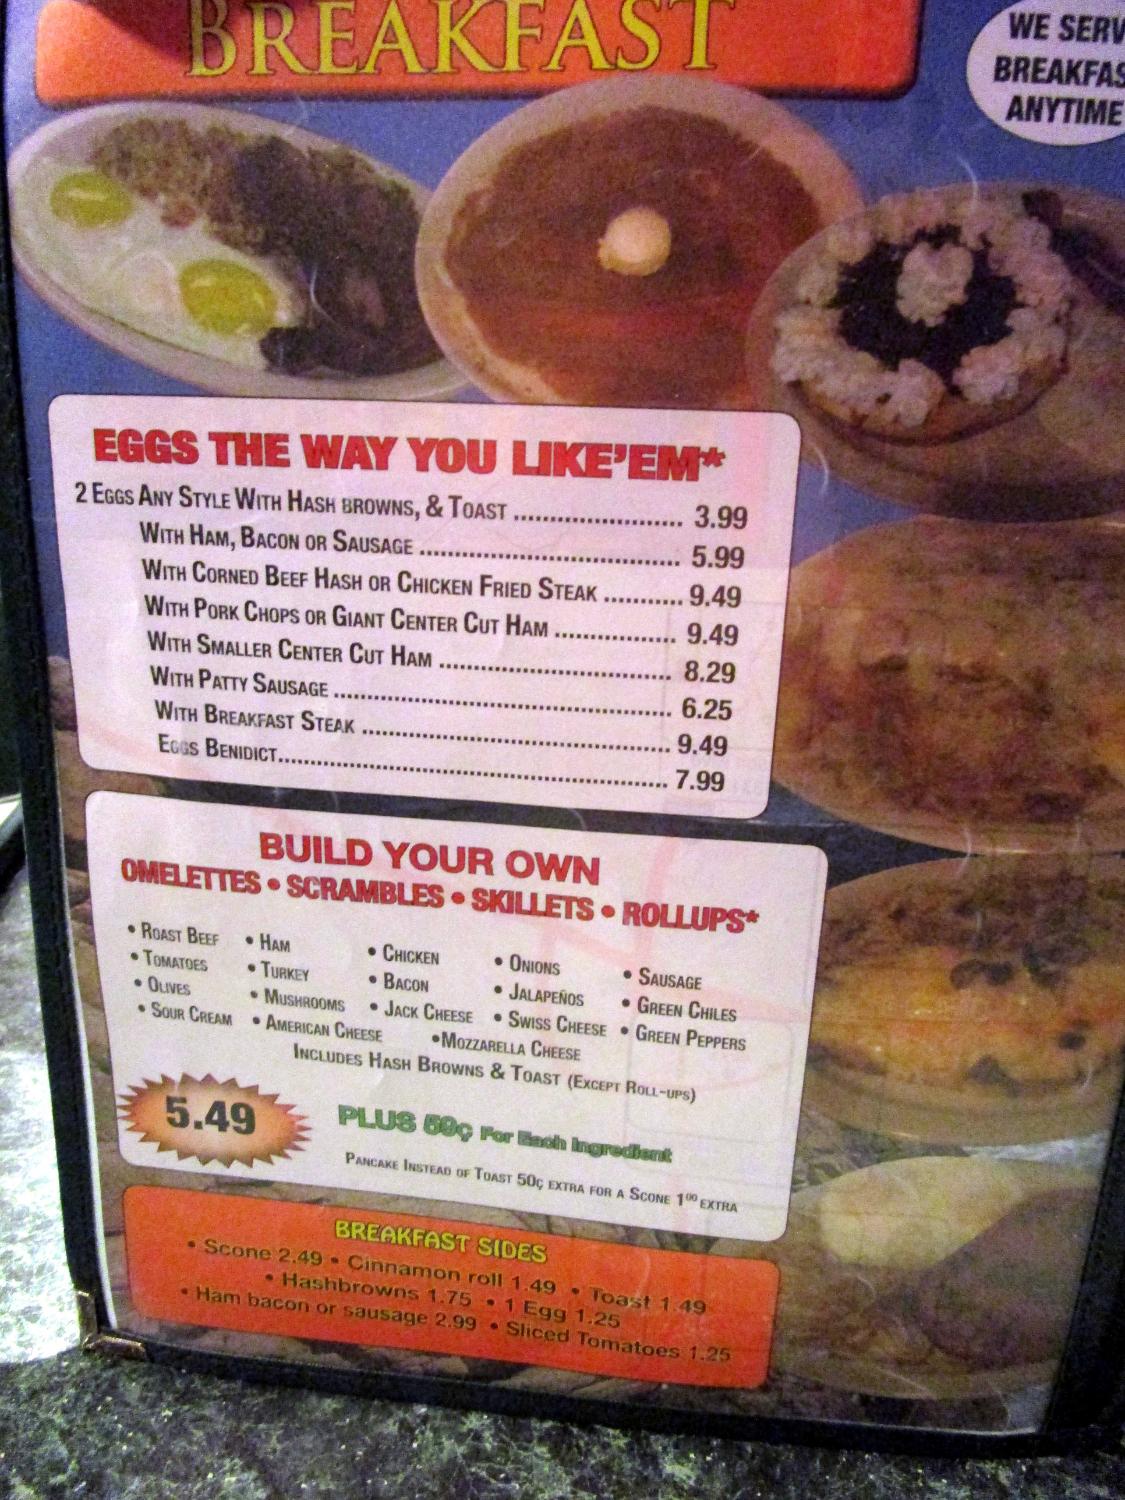 BREAKFAST
WE SERV
BREAKFAS
ANYTIME
EGGS THE WAY YOU LIKE'EM*
2 EGGS ANY STYLE WITH HASH BROWNS, & TOAST ........................ 3.99
WITH HAM, BACON OR SAUSAGE ........................ 5.99
WITH CORNED BEEF HASH OR CHICKEN FRIED STEAK ........... 9.49
WITH PORK CHOPS OR GIANT CENTER CUT HAM ................. 9.49
WITH SMALLER CENTER CUT HAM ........................ 8.29
WITH PATTY SAUSAGE ........................ 6.25
WITH BREAKFAST STEAK ........................ 9.49
EGGS BENIDICT........................ 7.99
BUILD YOUR OWN
OMELETTES • SCRAMBLES • SKILLETS • ROLLUPS*
• ROAST BEEF • HAM • CHICKEN • ONIONS • SAUSAGE
• TOMATOES • TURKEY • BACON • JALAPEÑOS • GREEN CHILES
• OLIVES • MUSHROOMS • JACK CHEESE • SWISS CHEESE • GREEN PEPPERS
• SOUR CREAM • AMERICAN CHEESE • MOZZARELLA CHEESE
INCLUDES HASH BROWNS & TOAST (EXCEPT ROLL-UPS)
5.49
PLUS 59¢ For Each Ingredient
PANCAKE INSTEAD OF TOAST 50¢ EXTRA FOR A SCONE 1⁰⁰ EXTRA
BREAKFAST SIDES
• Scone 2.49 • Cinnamon roll 1.49 • Toast 1.49
• Hashbrowns 1.75 • 1 Egg 1.25
• Ham bacon or sausage 2.99 • Sliced Tomatoes 1.25